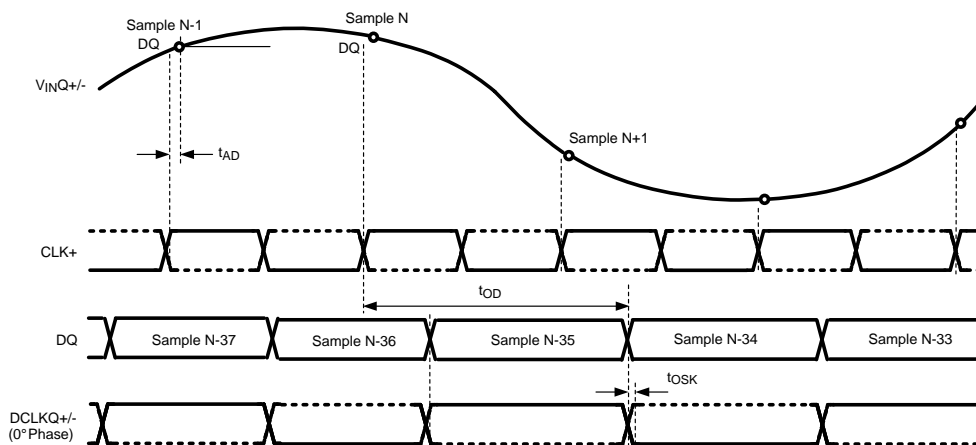 Sample N-1
DQ
Sample N
DQ
VINQ+/-
Sample N+1
tAD
CLK+
tOD
DQ
Sample N-37
Sample N-36
Sample N-35
Sample N-34
Sample N-33
tOSK
DCLKQ+/-
(0° Phase)